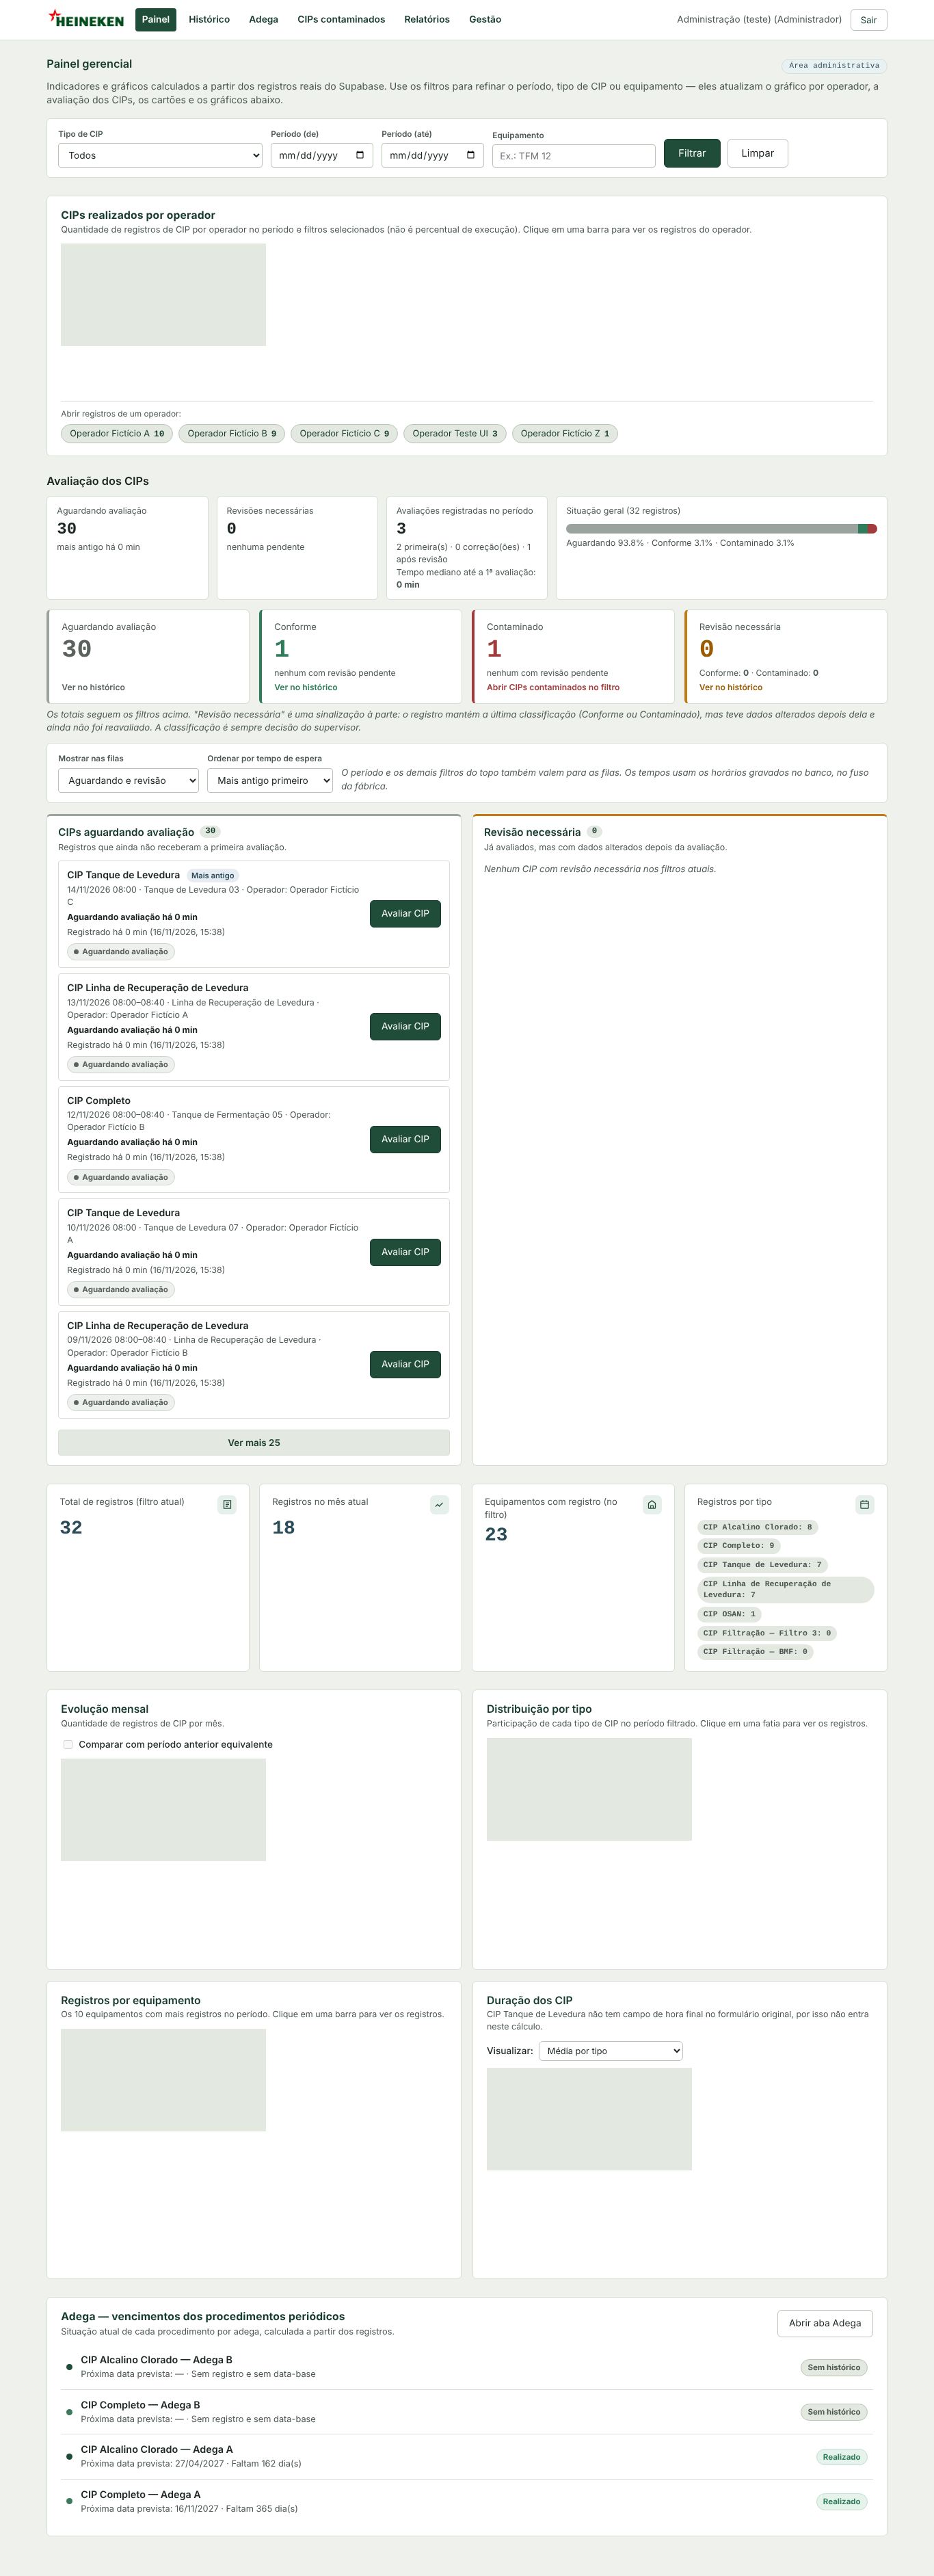 HEINEKEN
Painel Histórico Adega CIPs contaminados Relatórios Gestão Administração (teste) (Administrador) Sair
Painel gerencial
Área administrativa
Indicadores e gráficos calculados a partir dos registros reais do Supabase. Use os filtros para refinar o período, tipo de CIP ou equipamento — eles atualizam o gráfico por operador, a
avaliação dos CIPs, os cartões e os gráficos abaixo.
Tipo de CIP Período (de) Período (até) Equipamento
Todos mm/dd/yyyy mm/dd/yyyy Ex.: TFM 12 Filtrar Limpar
CIPs realizados por operador
Quantidade de registros de CIP por operador no período e filtros selecionados (não é percentual de execução). Clique em uma barra para ver os registros do operador.
Abrir registros de um operador:
Operador Fictício A 10 Operador Fictício B 9 Operador Fictício C 9 Operador Teste UI 3 Operador Fictício Z 1
Avaliação dos CIPs
Aguardando avaliação
30
mais antigo há 0 min
Revisões necessárias
0
nenhuma pendente
Avaliações registradas no período
3
2 primeira(s) · 0 correção(ões) · 1
após revisão
Tempo mediano até a 1ª avaliação:
0 min
Situação geral (32 registros)
Aguardando 93.8% · Conforme 3.1% · Contaminado 3.1%
Aguardando avaliação
30
Ver no histórico
Conforme
1
nenhum com revisão pendente
Ver no histórico
Contaminado
1
nenhum com revisão pendente
Abrir CIPs contaminados no filtro
Revisão necessária
0
Conforme: 0 · Contaminado: 0
Ver no histórico
Os totais seguem os filtros acima. "Revisão necessária" é uma sinalização à parte: o registro mantém a última classificação (Conforme ou Contaminado), mas teve dados alterados depois dela e
ainda não foi reavaliado. A classificação é sempre decisão do supervisor.
Mostrar nas filas Ordenar por tempo de espera
Aguardando e revisão Mais antigo primeiro
O período e os demais filtros do topo também valem para as filas. Os tempos usam os horários gravados no banco, no fuso
da fábrica.
CIPs aguardando avaliação 30
Registros que ainda não receberam a primeira avaliação.
CIP Tanque de Levedura Mais antigo
14/11/2026 08:00 · Tanque de Levedura 03 · Operador: Operador Fictício
C
Aguardando avaliação há 0 min
Registrado há 0 min (16/11/2026, 15:38)
Aguardando avaliação
Avaliar CIP
CIP Linha de Recuperação de Levedura
13/11/2026 08:00–08:40 · Linha de Recuperação de Levedura ·
Operador: Operador Fictício A
Aguardando avaliação há 0 min
Registrado há 0 min (16/11/2026, 15:38)
Aguardando avaliação
Avaliar CIP
CIP Completo
12/11/2026 08:00–08:40 · Tanque de Fermentação 05 · Operador:
Operador Fictício B
Aguardando avaliação há 0 min
Registrado há 0 min (16/11/2026, 15:38)
Aguardando avaliação
Avaliar CIP
CIP Tanque de Levedura
10/11/2026 08:00 · Tanque de Levedura 07 · Operador: Operador Fictício
A
Aguardando avaliação há 0 min
Registrado há 0 min (16/11/2026, 15:38)
Aguardando avaliação
Avaliar CIP
CIP Linha de Recuperação de Levedura
09/11/2026 08:00–08:40 · Linha de Recuperação de Levedura ·
Operador: Operador Fictício B
Aguardando avaliação há 0 min
Registrado há 0 min (16/11/2026, 15:38)
Aguardando avaliação
Avaliar CIP
Ver mais 25
Revisão necessária 0
Já avaliados, mas com dados alterados depois da avaliação.
Nenhum CIP com revisão necessária nos filtros atuais.
Total de registros (filtro atual)
32
Registros no mês atual
18
Equipamentos com registro (no
filtro)
23
Registros por tipo
CIP Alcalino Clorado: 8
CIP Completo: 9
CIP Tanque de Levedura: 7
CIP Linha de Recuperação de
Levedura: 7
CIP OSAN: 1
CIP Filtração — Filtro 3: 0
CIP Filtração — BMF: 0
Evolução mensal
Quantidade de registros de CIP por mês.
Comparar com período anterior equivalente
Distribuição por tipo
Participação de cada tipo de CIP no período filtrado. Clique em uma fatia para ver os registros.
Registros por equipamento
Os 10 equipamentos com mais registros no período. Clique em uma barra para ver os registros.
Duração dos CIP
CIP Tanque de Levedura não tem campo de hora final no formulário original, por isso não entra
neste cálculo.
Visualizar: Média por tipo
Adega — vencimentos dos procedimentos periódicos
Situação atual de cada procedimento por adega, calculada a partir dos registros.
Abrir aba Adega
CIP Alcalino Clorado — Adega B
Próxima data prevista: — · Sem registro e sem data-base
Sem histórico
CIP Completo — Adega B
Próxima data prevista: — · Sem registro e sem data-base
Sem histórico
CIP Alcalino Clorado — Adega A
Próxima data prevista: 27/04/2027 · Faltam 162 dia(s)
Realizado
CIP Completo — Adega A
Próxima data prevista: 16/11/2027 · Faltam 365 dia(s)
Realizado